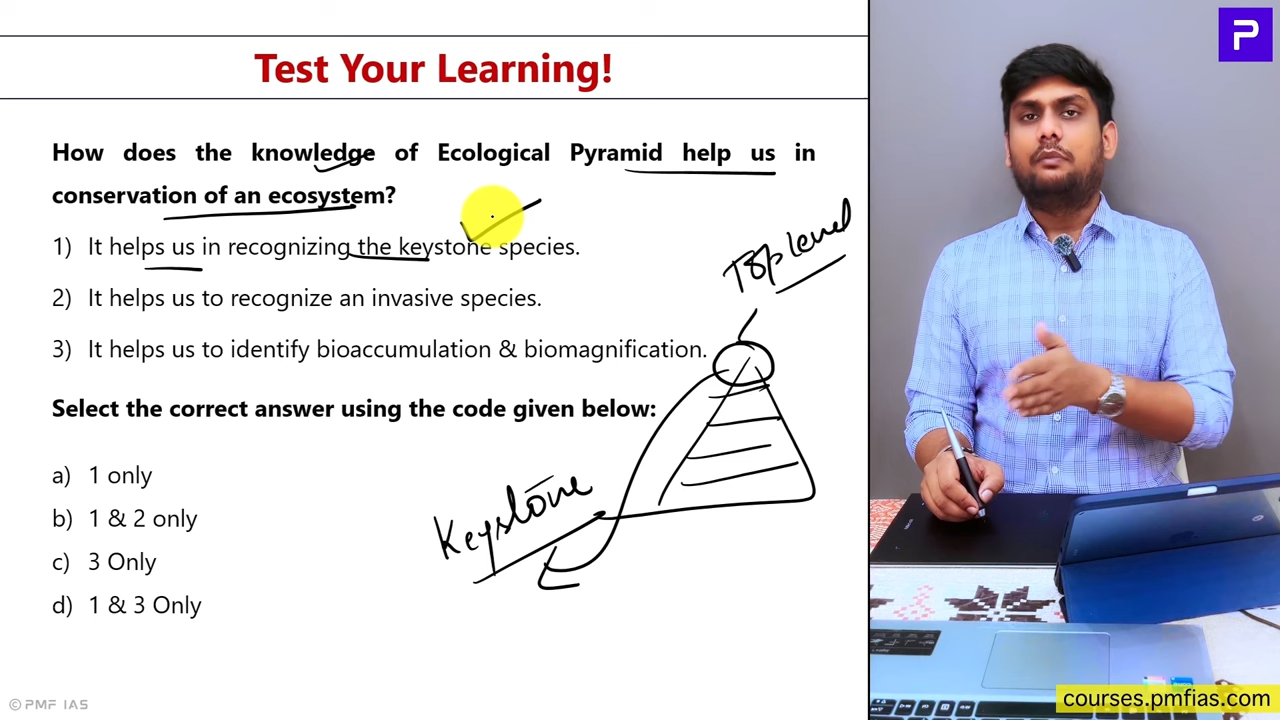 Test Your Learning!
How does the knowledge of Ecological Pyramid help us in
conservation of an ecosystem?
1) It helps us in recognizing the keystone species.
2) It helps us to recognize an invasive species.
3) It helps us to identify bioaccumulation & biomagnification.
Select the correct answer using the code given below:
a) 1 only
b) 1 & 2 only
c) 3 Only
d) 1 & 3 Only
Top level
Keystone
© PMF IAS
P
courses.pmfias.com